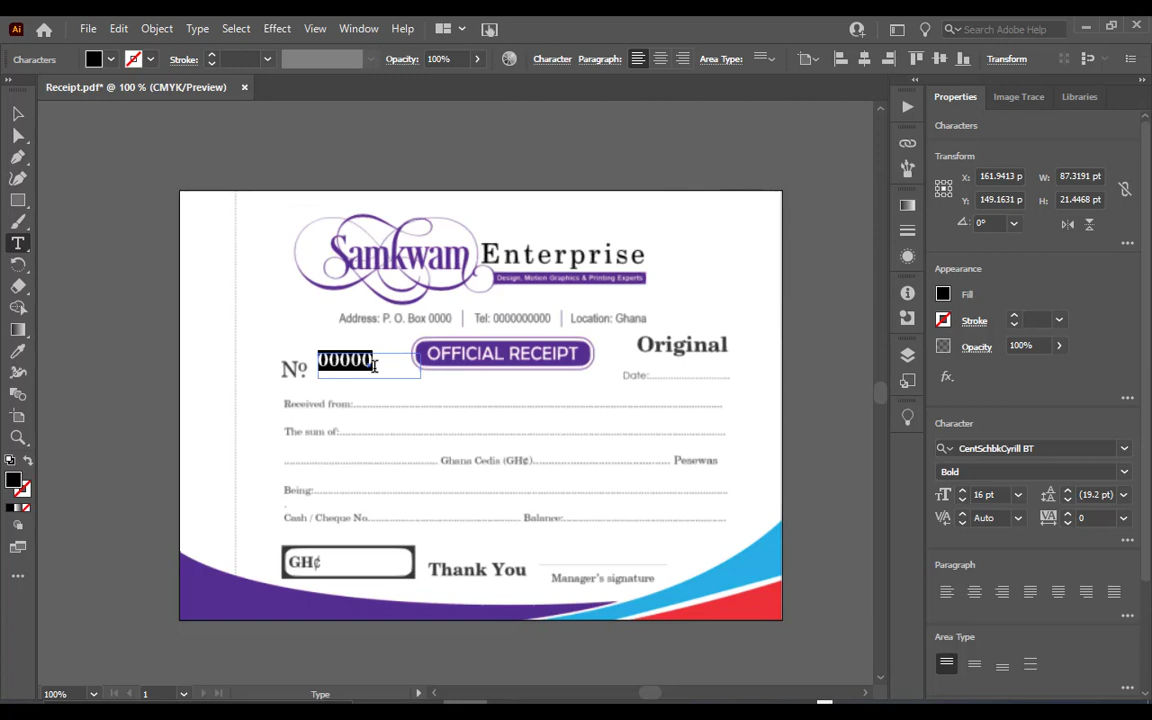 Ai File Edit Object Type Select Effect View Window Help Search Adobe Help
Characters Stroke: Opacity: 100% Character Paragraph: Area Type: Transform
Receipt.pdf* @ 100 % (CMYK/Preview)
Properties Image Trace Libraries
Characters
Transform
X: 161.9413 p W: 87.3191 pt
Y: 149.1631 p H: 21.4468 pt
0°
Appearance
Fill
Stroke
Opacity 100%
fx.
Character
CentSchbkCyrill BT
Bold
16 pt (19.2 pt)
Auto 0
Paragraph
Area Type
Samkwam Enterprise
Design, Motion Graphics & Printing Experts
Address: P. O. Box 0000 | Tel: 0000000000 | Location: Ghana
Original
Nº. 00000 OFFICIAL RECEIPT
Date:
Received from:
The sum of:
Ghana Cedis (GH¢) Pesewas
Being:
Cash / Cheque No. Balance:
GH¢ Thank You
Manager's signature
100% 1 Type